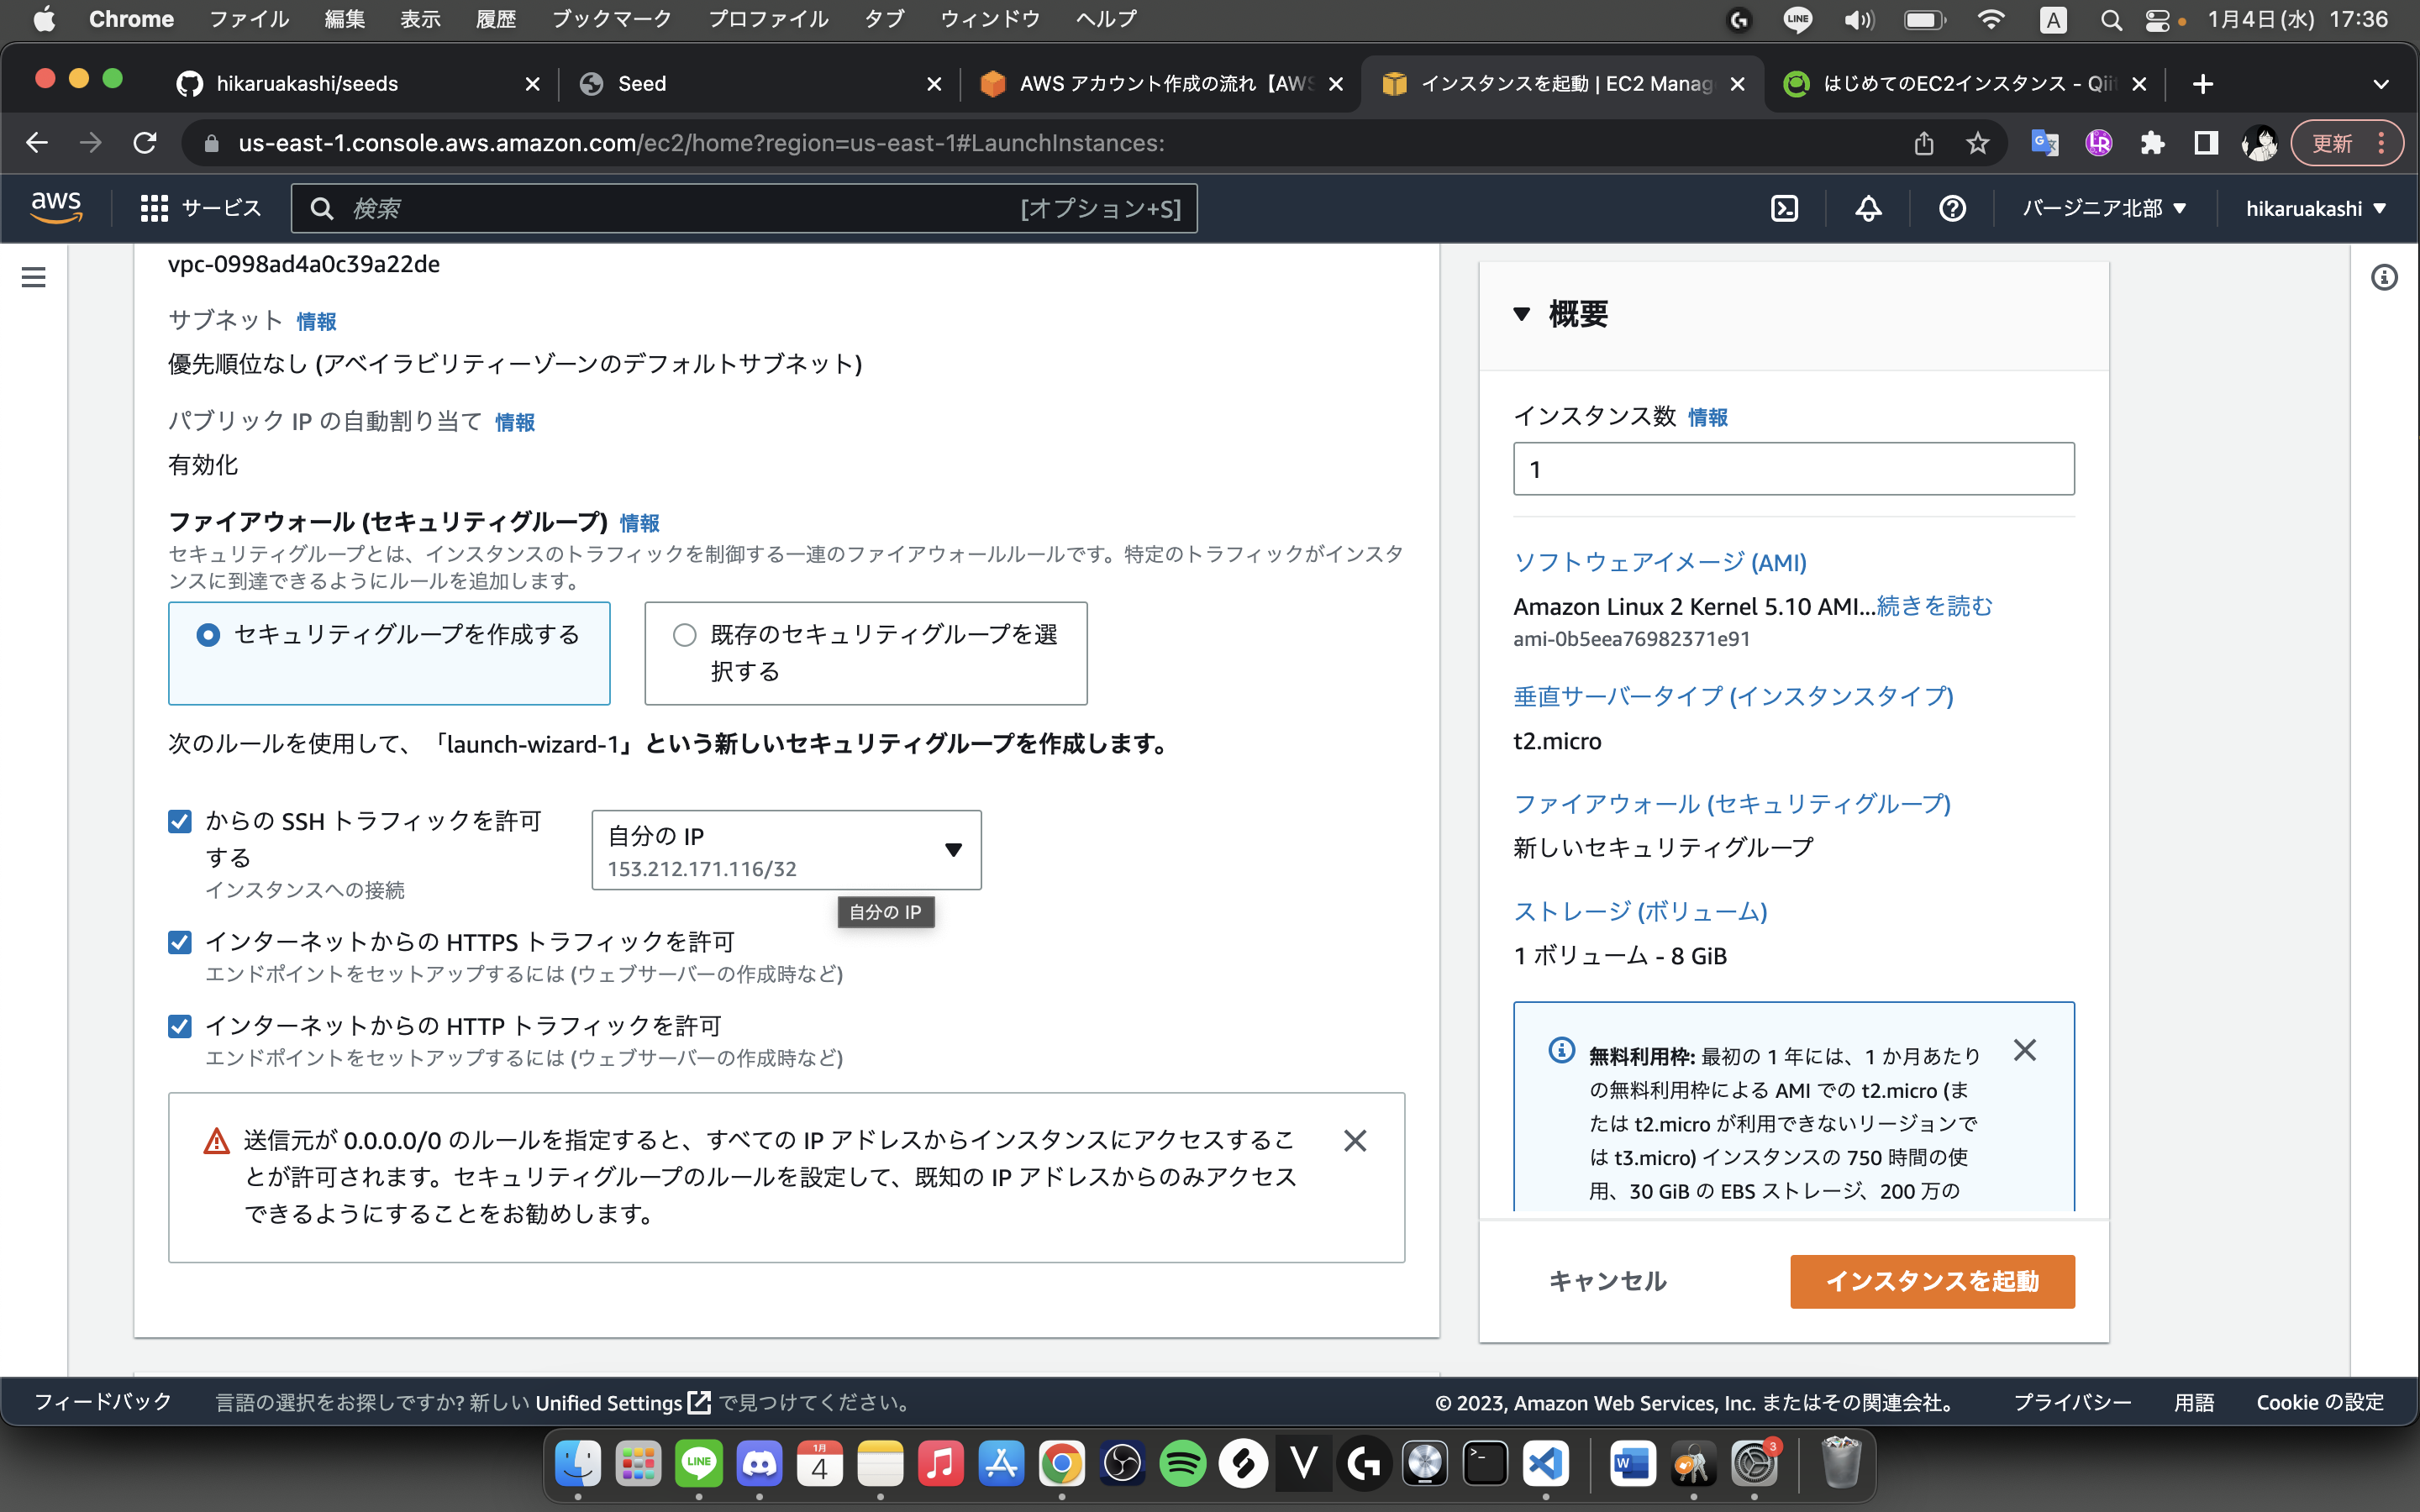 Chrome ファイル 編集 表示 履歴 ブックマーク プロファイル タブ ウィンドウ ヘルプ LINE A 1月4日(水) 17:36
hikaruakashi/seeds Seed AWS アカウント作成の流れ【AWS インスタンスを起動 | EC2 Manag はじめてのEC2インスタンス - Qiit
us-east-1.console.aws.amazon.com/ec2/home?region=us-east-1#LaunchInstances: LR 更新
aws サービス 検索 [オプション+S] バージニア北部 hikaruakashi
vpc-0998ad4a0c39a22de
サブネット 情報
優先順位なし (アベイラビリティーゾーンのデフォルトサブネット)
パブリック IP の自動割り当て 情報
有効化
ファイアウォール (セキュリティグループ) 情報
セキュリティグループとは、インスタンスのトラフィックを制御する一連のファイアウォールルールです。特定のトラフィックがインスタ
ンスに到達できるようにルールを追加します。
セキュリティグループを作成する
既存のセキュリティグループを選
択する
次のルールを使用して、「launch-wizard-1」という新しいセキュリティグループを作成します。
からの SSH トラフィックを許可
する
インスタンスへの接続
自分の IP
153.212.171.116/32
自分の IP
インターネットからの HTTPS トラフィックを許可
エンドポイントをセットアップするには (ウェブサーバーの作成時など)
インターネットからの HTTP トラフィックを許可
エンドポイントをセットアップするには (ウェブサーバーの作成時など)
送信元が 0.0.0.0/0 のルールを指定すると、すべての IP アドレスからインスタンスにアクセスするこ
とが許可されます。セキュリティグループのルールを設定して、既知の IP アドレスからのみアクセス
できるようにすることをお勧めします。
概要
インスタンス数 情報
1
ソフトウェアイメージ (AMI)
Amazon Linux 2 Kernel 5.10 AMI...続きを読む
ami-0b5eea76982371e91
垂直サーバータイプ (インスタンスタイプ)
t2.micro
ファイアウォール (セキュリティグループ)
新しいセキュリティグループ
ストレージ (ボリューム)
1 ボリューム - 8 GiB
無料利用枠: 最初の 1 年には、1 か月あたり
の無料利用枠による AMI での t2.micro (ま
たは t2.micro が利用できないリージョンで
は t3.micro) インスタンスの 750 時間の使
用、30 GiB の EBS ストレージ、200 万の
キャンセル インスタンスを起動
フィードバック 言語の選択をお探しですか? 新しい Unified Settings で見つけてください。 © 2023, Amazon Web Services, Inc. またはその関連会社。 プライバシー 用語 Cookie の設定
LINE 1月 4 V W 3